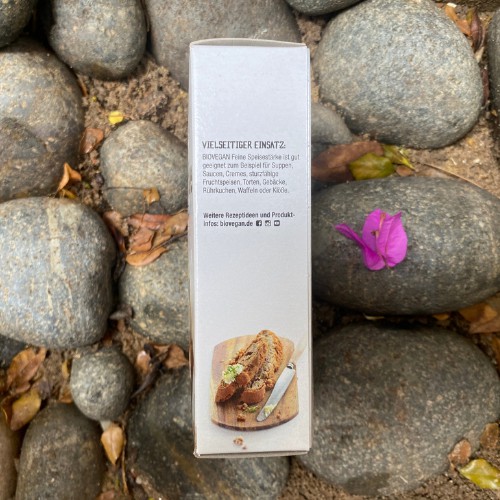 VIELSEITIGER EINSATZ:
BIOVEGAN Feine Speisestärke ist gut
geeignet zum Beispiel für Suppen,
Saucen, Cremes, sturzfähige
Fruchtspeisen, Torten, Gebäcke,
Rührkuchen, Waffeln oder Klöße.
Weitere Rezeptideen und Produkt-
infos: biovegan.de